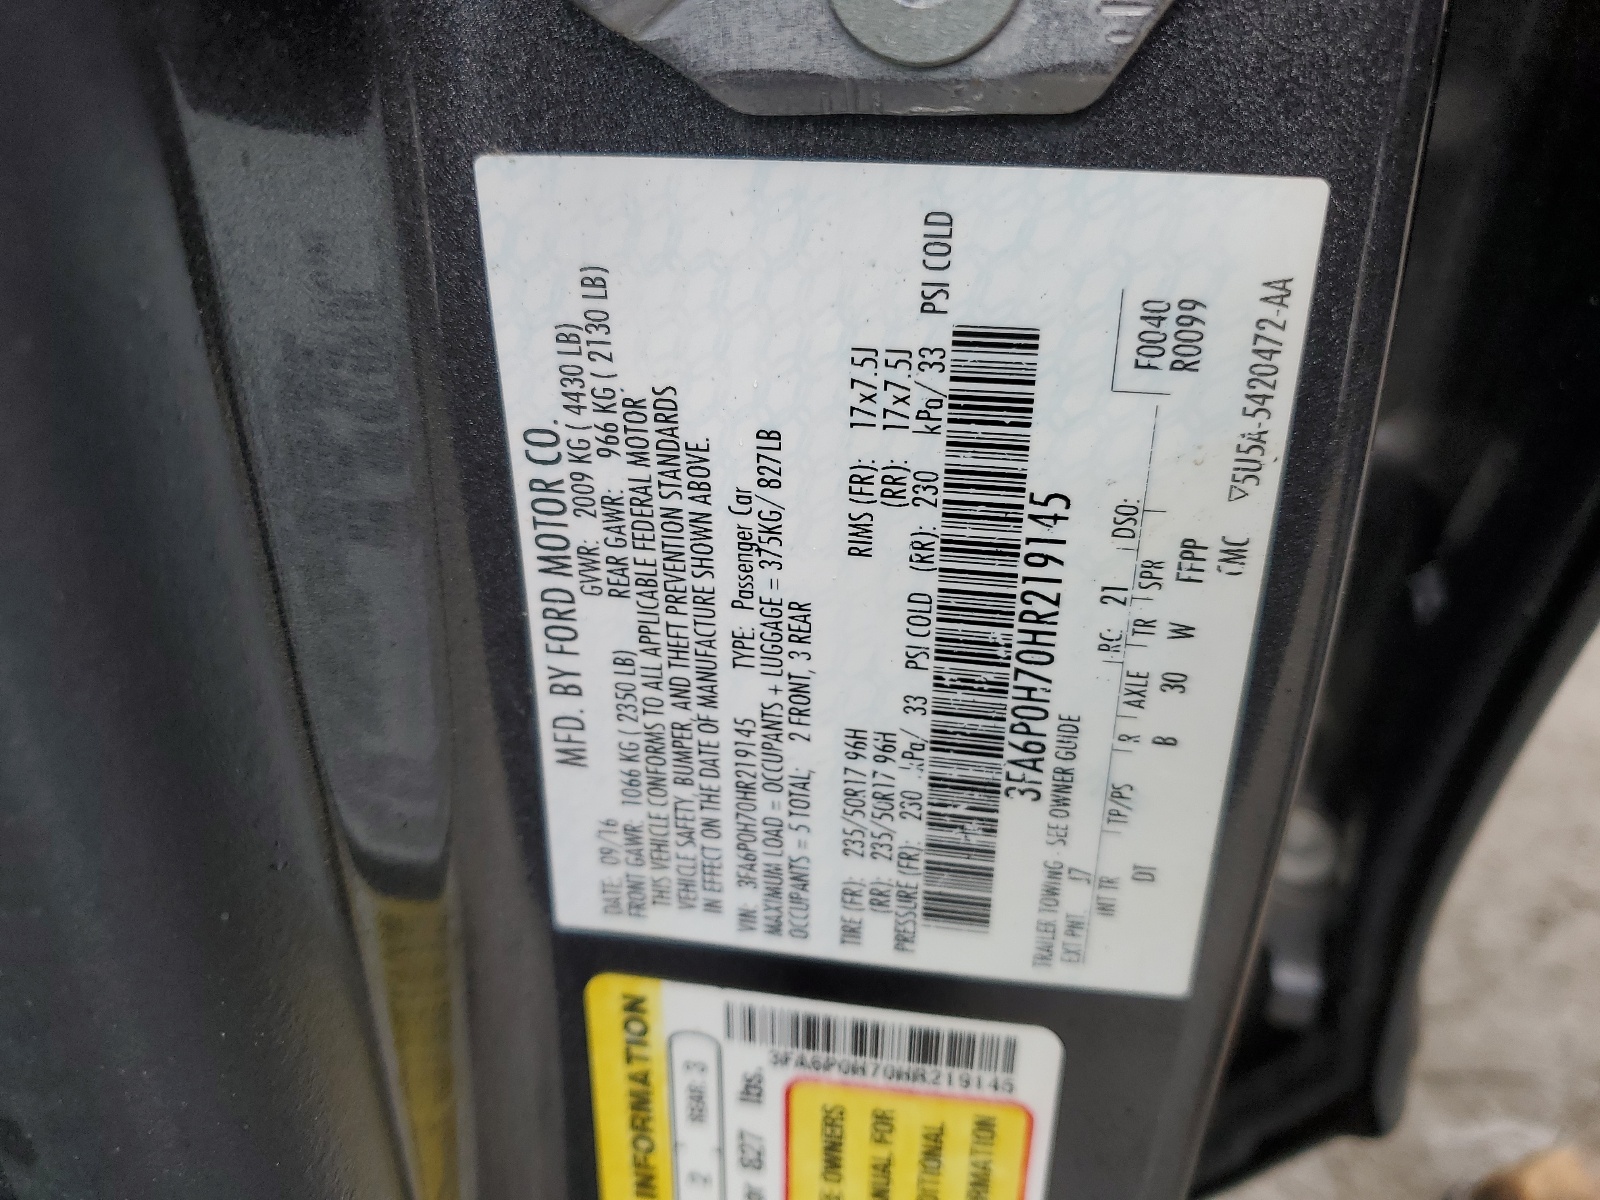 MFD. BY FORD MOTOR CO.
DATE: 09/16 GVWR: 2009 KG ( 4430 LB)
FRONT GAWR: 1066 KG ( 2350 LB) REAR GAWR: 966 KG ( 2130 LB)
THIS VEHICLE CONFORMS TO ALL APPLICABLE FEDERAL MOTOR
VEHICLE SAFETY, BUMPER, AND THEFT PREVENTION STANDARDS
IN EFFECT ON THE DATE OF MANUFACTURE SHOWN ABOVE.
VIN: 3FA6P0H70HR219145 TYPE: Passenger Car
MAXIMUM LOAD = OCCUPANTS + LUGGAGE = 375KG/ 827LB
OCCUPANTS = 5 TOTAL; 2 FRONT, 3 REAR
TIRE (FR): 235/50R17 96H RIMS (FR): 17x7.5J
(RR): 235/50R17 96H (RR): 17x7.5J
PRESSURE (FR): 230 kPa/ 33 PSI COLD (RR): 230 kPa/ 33 PSI COLD
3FA6P0H70HR219145
TRAILER TOWING - SEE OWNER GUIDE
EXT PNT: J7 RC: 21 DSO:
INT TR TP/PS R AXLE TR SPR
DT B 30 W FFPP
F0040
R0099
CMC ▽5U5A-5420472-AA
INFORMATION
2 REAR 3
or 827 lbs.
3FA6P0H70HR219145
OWNERS
FOR